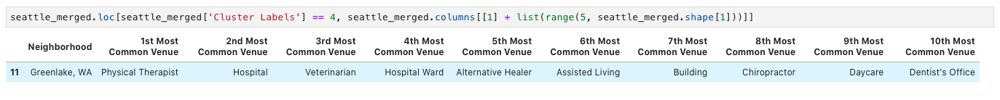 seattle_merged.loc[seattle_merged['Cluster Labels'] == 4, seattle_merged.columns[[1] + list(range(5, seattle_merged.shape[1]))]]
Neighborhood 1st Most Common Venue 2nd Most Common Venue 3rd Most Common Venue 4th Most Common Venue 5th Most Common Venue 6th Most Common Venue 7th Most Common Venue 8th Most Common Venue 9th Most Common Venue 10th Most Common Venue
11 Greenlake, WA Physical Therapist Hospital Veterinarian Hospital Ward Alternative Healer Assisted Living Building Chiropractor Daycare Dentist's Office